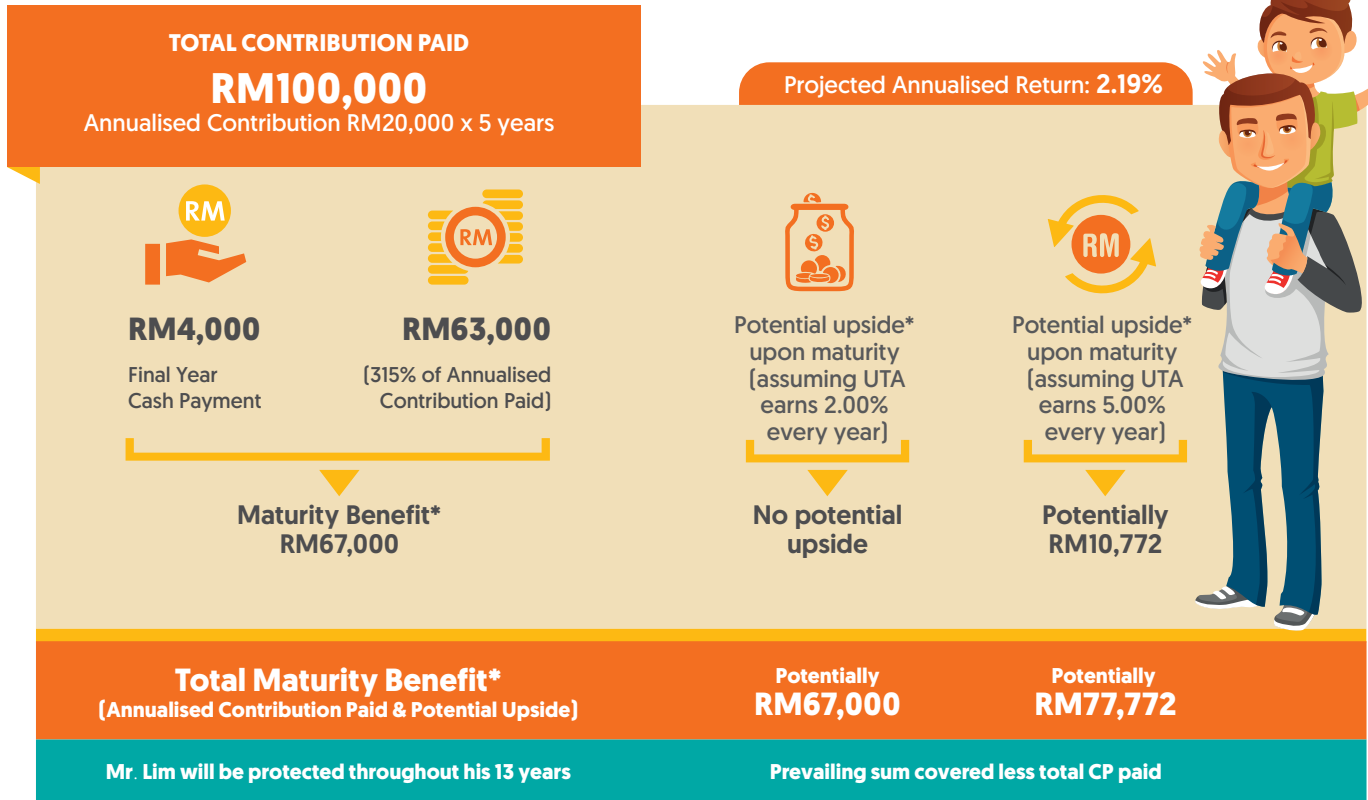 TOTAL CONTRIBUTION PAID
RM100,000
Annualised Contribution RM20,000 x 5 years
Projected Annualised Return: 2.19%
RM
RM
$
$
$
RM
RM4,000
Final Year
Cash Payment
RM63,000
(315% of Annualised
Contribution Paid)
Maturity Benefit*
RM67,000
Potential upside*
upon maturity
(assuming UTA
earns 2.00%
every year)
No potential
upside
Potential upside*
upon maturity
(assuming UTA
earns 5.00%
every year)
Potentially
RM10,772
Total Maturity Benefit*
(Annualised Contribution Paid & Potential Upside)
Potentially
RM67,000
Potentially
RM77,772
Mr. Lim will be protected throughout his 13 years
Prevailing sum covered less total CP paid